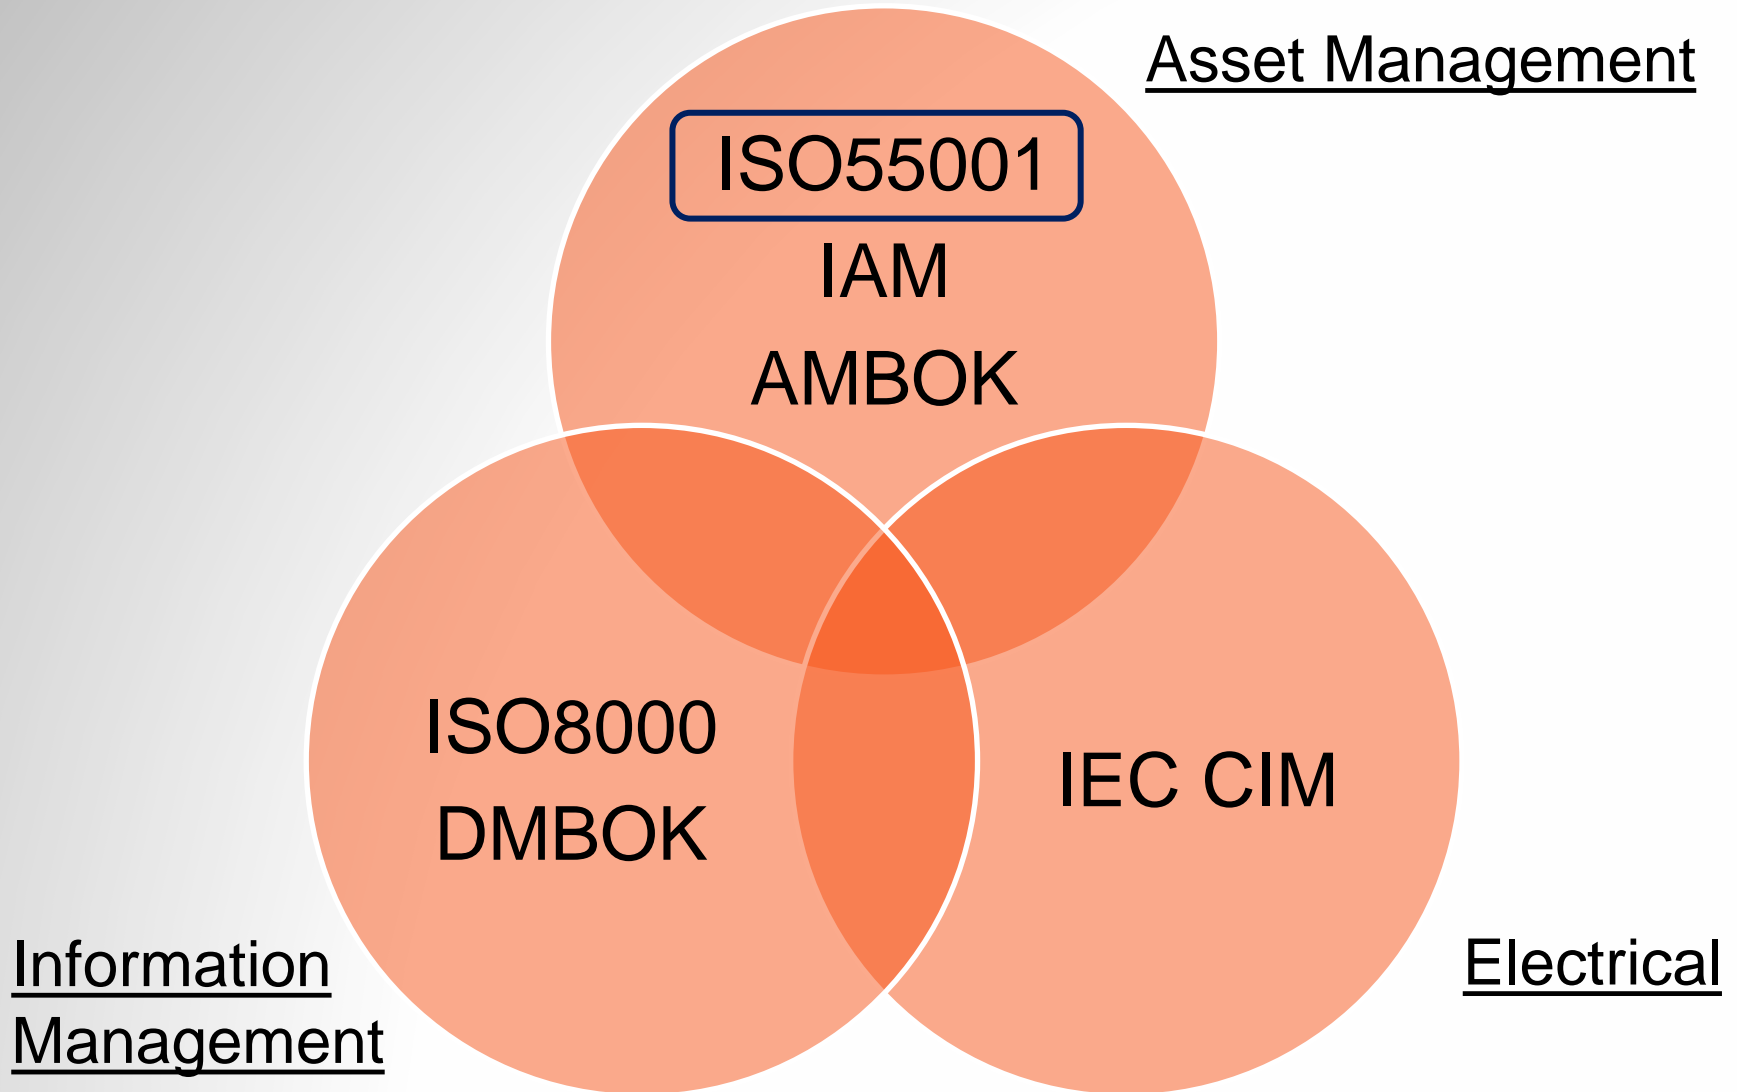 Asset Management
ISO55001
IAM
AMBOK
ISO8000
DMBOK
IEC CIM
Information
Management
Electrical